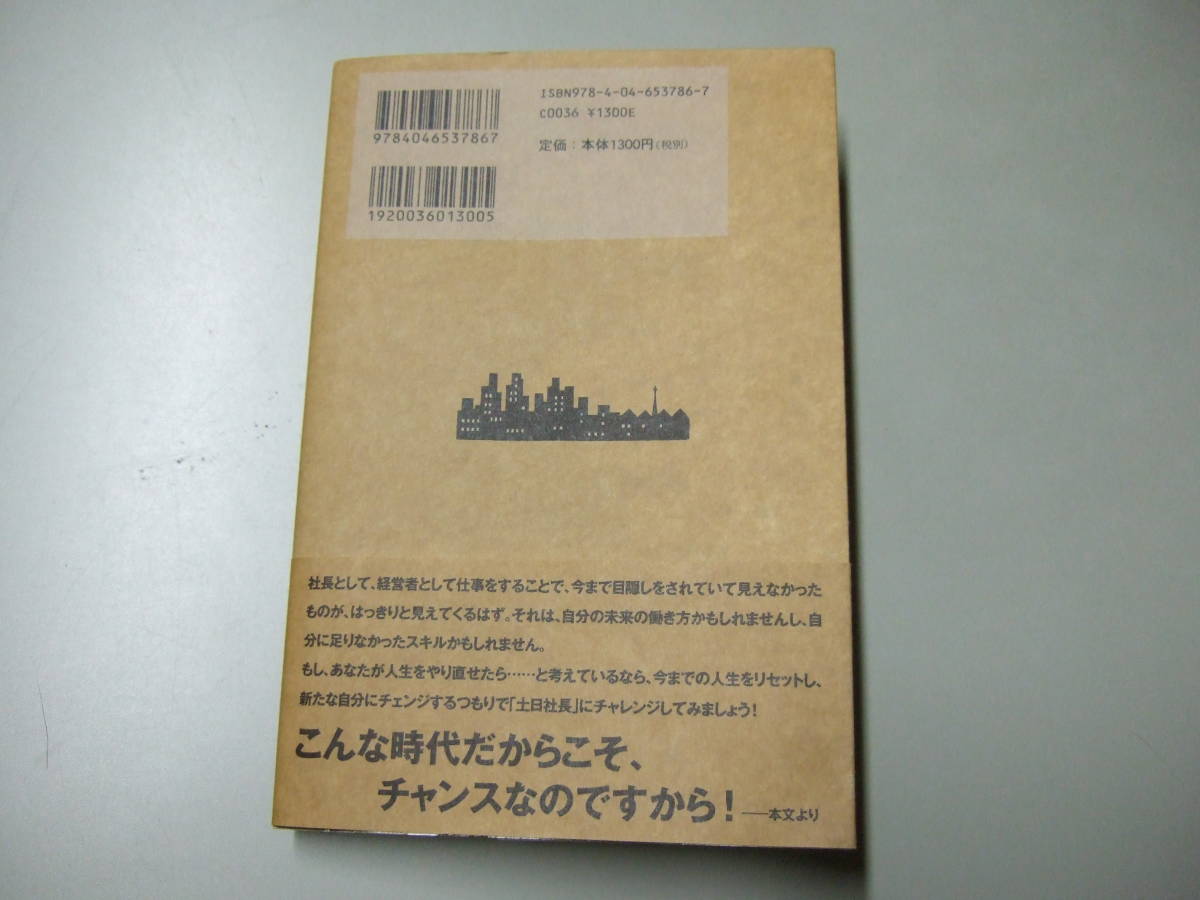 9784046537867
1920036013005
ISBN978-4-04-653786-7
C0036 ¥1300E
定価：本体1300円（税別）
社長として、経営者として仕事をすることで、今まで目隠しをされていて見えなかった
ものが、はっきりと見えてくるはず。それは、自分の未来の働き方かもしれませんし、自
分に足りなかったスキルかもしれません。
もし、あなたが人生をやり直せたら……と考えているなら、今までの人生をリセットし、
新たな自分にチェンジするつもりで「土日社長」にチャレンジしてみましょう！
こんな時代だからこそ、
チャンスなのですから！──本文より